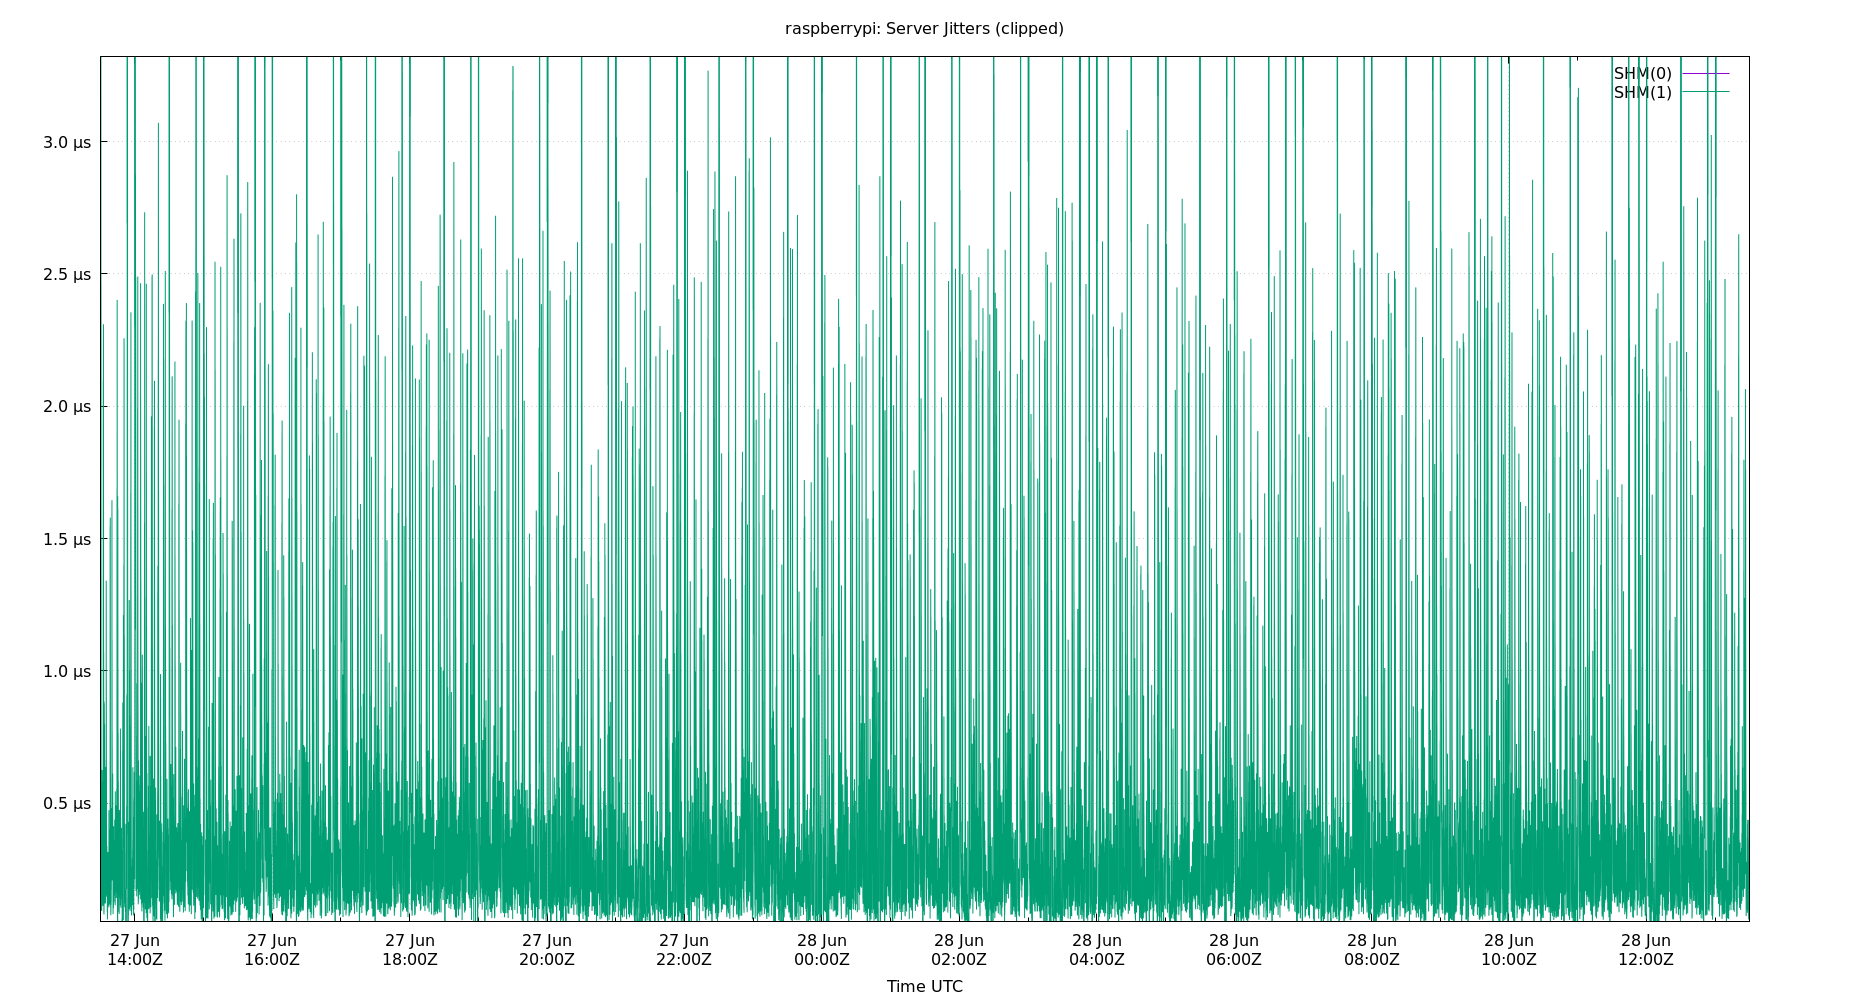 raspberrypi: Server Jitters (clipped)
SHM(0)
SHM(1)
3.0 µs
2.5 µs
2.0 µs
1.5 µs
1.0 µs
0.5 µs
27 Jun 27 Jun 27 Jun 27 Jun 27 Jun 28 Jun 28 Jun 28 Jun 28 Jun 28 Jun 28 Jun 28 Jun
14:00Z 16:00Z 18:00Z 20:00Z 22:00Z 00:00Z 02:00Z 04:00Z 06:00Z 08:00Z 10:00Z 12:00Z
Time UTC